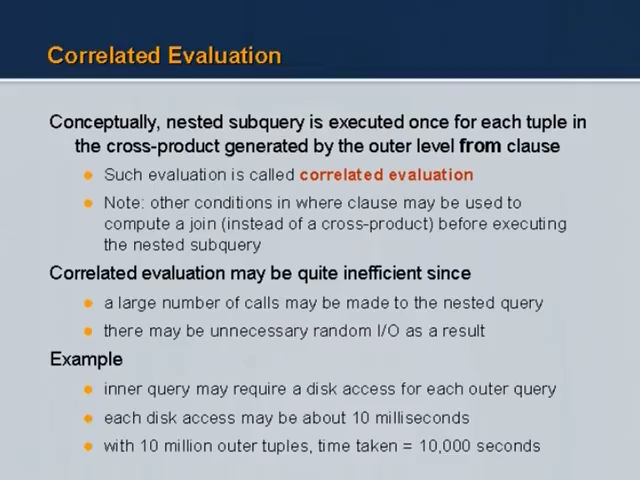 Correlated Evaluation
Conceptually, nested subquery is executed once for each tuple in
the cross-product generated by the outer level from clause
Such evaluation is called correlated evaluation
Note: other conditions in where clause may be used to
compute a join (instead of a cross-product) before executing
the nested subquery
Correlated evaluation may be quite inefficient since
a large number of calls may be made to the nested query
there may be unnecessary random I/O as a result
Example
inner query may require a disk access for each outer query
each disk access may be about 10 milliseconds
with 10 million outer tuples, time taken = 10,000 seconds